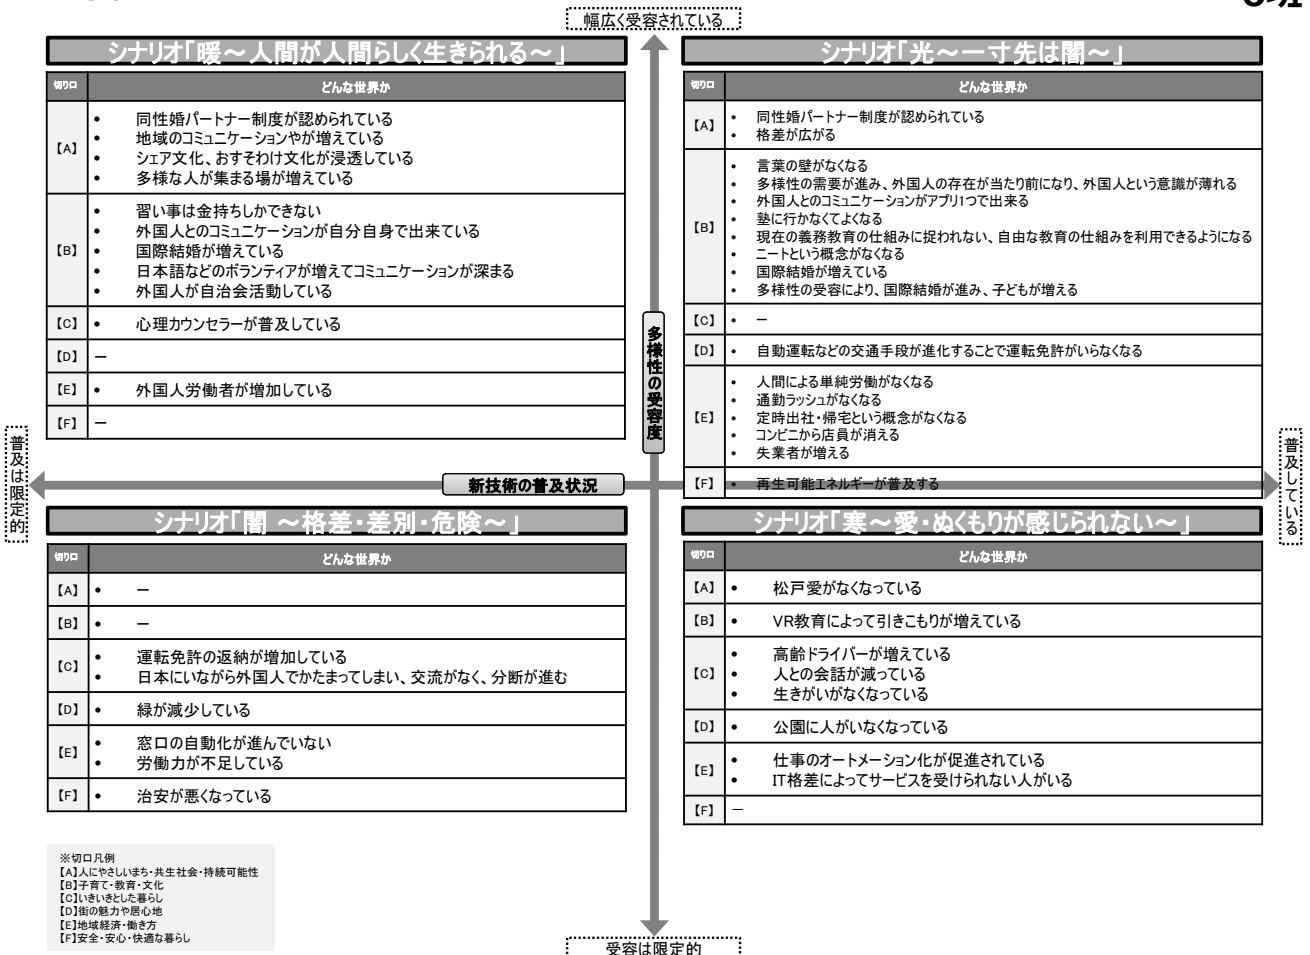 幅広く受容されている
シナリオ「暖～人間が人間らしく生きられる～」
切り口 どんな世界か
【A】
• 同性婚パートナー制度が認められている
• 地域のコミュニケーションやが増えている
• シェア文化、おすそわけ文化が浸透している
• 多様な人が集まる場が増えている
【B】
• 習い事は金持ちしかできない
• 外国人とのコミュニケーションが自分自身で出来ている
• 国際結婚が増えている
• 日本語などのボランティアが増えてコミュニケーションが深まる
• 外国人が自治会活動している
【C】 • 心理カウンセラーが普及している
【D】 －
【E】 • 外国人労働者が増加している
【F】 －
シナリオ「光～一寸先は闇～」
切り口 どんな世界か
【A】
• 同性婚パートナー制度が認められている
• 格差が広がる
【B】
• 言葉の壁がなくなる
• 多様性の需要が進み、外国人の存在が当たり前になり、外国人という意識が薄れる
• 外国人とのコミュニケーションがアプリ1つで出来る
• 塾に行かなくてよくなる
• 現在の義務教育の仕組みに捉われない、自由な教育の仕組みを利用できるようになる
• ニートという概念がなくなる
• 国際結婚が増えている
• 多様性の受容により、国際結婚が進み、子どもが増える
【C】 • －
【D】 • 自動運転などの交通手段が進化することで運転免許がいらなくなる
【E】
• 人間による単純労働がなくなる
• 通勤ラッシュがなくなる
• 定時出社・帰宅という概念がなくなる
• コンビニから店員が消える
• 失業者が増える
【F】 • 再生可能エネルギーが普及する
多様性の受容度
普及は限定的
新技術の普及状況
普及している
シナリオ「闇 ～格差・差別・危険～」
切り口 どんな世界か
【A】 • －
【B】 • －
【C】
• 運転免許の返納が増加している
• 日本にいながら外国人でかたまってしまい、交流がなく、分断が進む
【D】 • 緑が減少している
【E】
• 窓口の自動化が進んでいない
• 労働力が不足している
【F】 • 治安が悪くなっている
シナリオ「寒～愛・ぬくもりが感じられない～」
切り口 どんな世界か
【A】 • 松戸愛がなくなっている
【B】 • VR教育によって引きこもりが増えている
【C】
• 高齢ドライバーが増えている
• 人との会話が減っている
• 生きがいがなくなっている
【D】 • 公園に人がいなくなっている
【E】
• 仕事のオートメーション化が促進されている
• IT格差によってサービスを受けられない人がいる
【F】 －
※切口凡例
【A】人にやさしいまち・共生社会・持続可能性
【B】子育て・教育・文化
【C】いきいきとした暮らし
【D】街の魅力や居心地
【E】地域経済・働き方
【F】安全・安心・快適な暮らし
受容は限定的